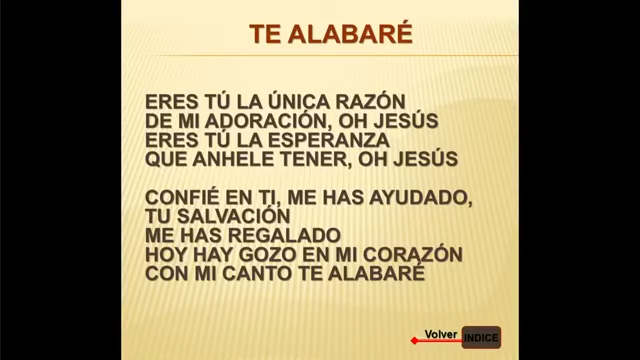 TE ALABARÉ
ERES TÚ LA ÚNICA RAZÓN
DE MI ADORACIÓN, OH JESÚS
ERES TÚ LA ESPERANZA
QUE ANHELE TENER, OH JESÚS
CONFIÉ EN TI, ME HAS AYUDADO,
TU SALVACIÓN
ME HAS REGALADO
HOY HAY GOZO EN MI CORAZÓN
CON MI CANTO TE ALABARÉ
Volver INDICE